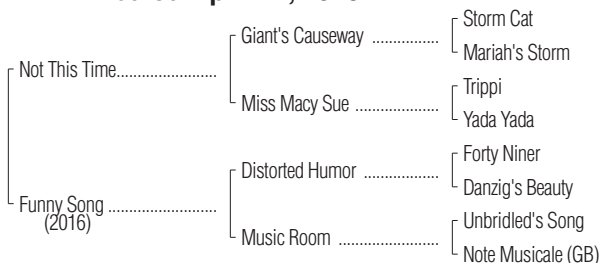 Storm Cat
Giant's Causeway ..................
Mariah's Storm
Not This Time.......................
Trippi
Miss Macy Sue ....................
Yada Yada
Forty Niner
Distorted Humor ..................
Danzig's Beauty
Funny Song .........................
(2016)
Unbridled's Song
Music Room ........................
Note Musicale (GB)